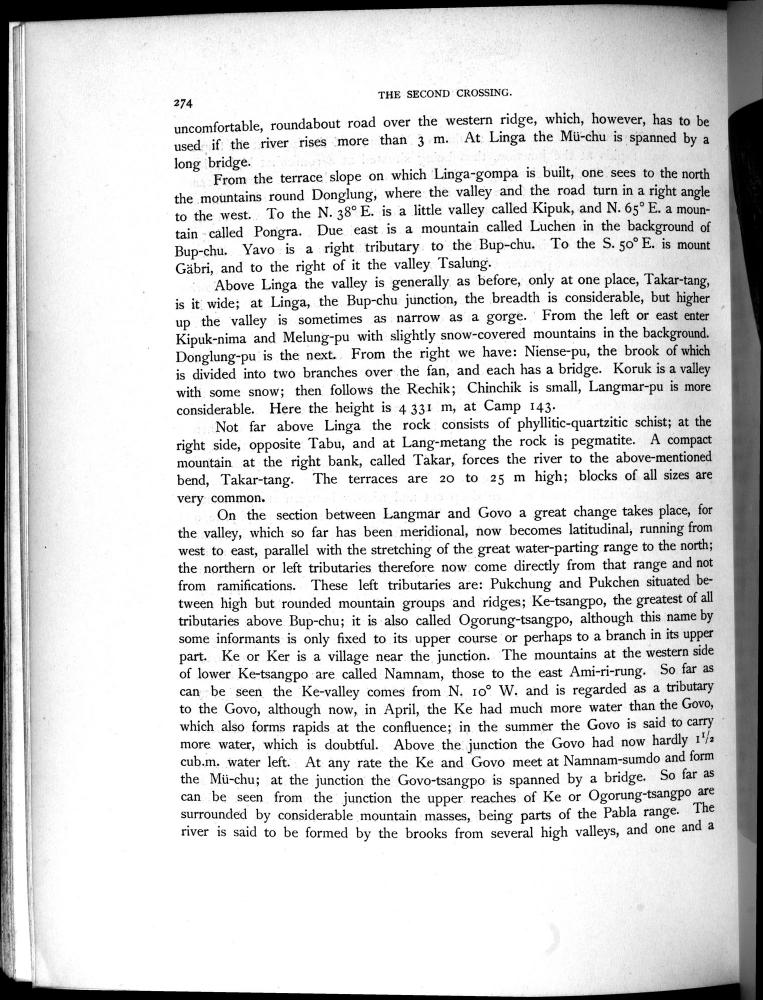 THE SECOND CROSSING.
274
uncomfortable, roundabout road over the western ridge, which, however, has to be
used if the river rises more than 3 m. At Linga the Mü-chu is spanned by a
long bridge.
From the terrace slope on which Linga-gompa is built, one sees to the north
the mountains round Donglung, where the valley and the road turn in a right angle
to the west. To the N. 38° E. is a little valley called Kipuk, and N. 65° E. a moun-
tain called Pongra. Due east is a mountain called Luchen in the background of
Bup-chu. Yavo is a right tributary to the Bup-chu. To the S. 50° E. is mount
Gäbri, and to the right of it the valley Tsalung.
Above Linga the valley is generally as before, only at one place, Takar-tang,
is it wide; at Linga, the Bup-chu junction, the breadth is considerable, but higher
up the valley is sometimes as narrow as a gorge. From the left or east enter
Kipuk-nima and Melung-pu with slightly snow-covered mountains in the background.
Donglung-pu is the next. From the right we have: Niense-pu, the brook of which
is divided into two branches over the fan, and each has a bridge. Koruk is a valley
with some snow; then follows the Rechik; Chinchik is small, Langmar-pu is more
considerable. Here the height is 4 331 m, at Camp 143.
Not far above Linga the rock consists of phyllitic-quartzitic schist; at the
right side, opposite Tabu, and at Lang-metang the rock is pegmatite. A compact
mountain at the right bank, called Takar, forces the river to the above-mentioned
bend, Takar-tang. The terraces are 20 to 25 m high; blocks of all sizes are
very common.
On the section between Langmar and Govo a great change takes place, for
the valley, which so far has been meridional, now becomes latitudinal, running from
west to east, parallel with the stretching of the great water-parting range to the north;
the northern or left tributaries therefore now come directly from that range and not
from ramifications. These left tributaries are: Pukchung and Pukchen situated be-
tween high but rounded mountain groups and ridges; Ke-tsangpo, the greatest of all
tributaries above Bup-chu; it is also called Ogorung-tsangpo, although this name by
some informants is only fixed to its upper course or perhaps to a branch in its upper
part. Ke or Ker is a village near the junction. The mountains at the western side
of lower Ke-tsangpo are called Namnam, those to the east Ami-ri-rung. So far as
can be seen the Ke-valley comes from N. 10° W. and is regarded as a tributary
to the Govo, although now, in April, the Ke had much more water than the Govo,
which also forms rapids at the confluence; in the summer the Govo is said to carry
more water, which is doubtful. Above the junction the Govo had now hardly 1 1/2
cub.m. water left. At any rate the Ke and Govo meet at Namnam-sumdo and form
the Mü-chu; at the junction the Govo-tsangpo is spanned by a bridge. So far as
can be seen from the junction the upper reaches of Ke or Ogorung-tsangpo are
surrounded by considerable mountain masses, being parts of the Pabla range. The
river is said to be formed by the brooks from several high valleys, and one and a